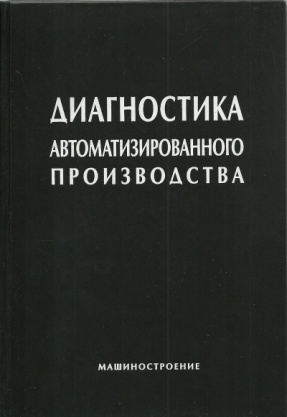 ДИАГНОСТИКА
АВТОМАТИЗИРОВАННОГО
ПРОИЗВОДСТВА
МАШИНОСТРОЕНИЕ